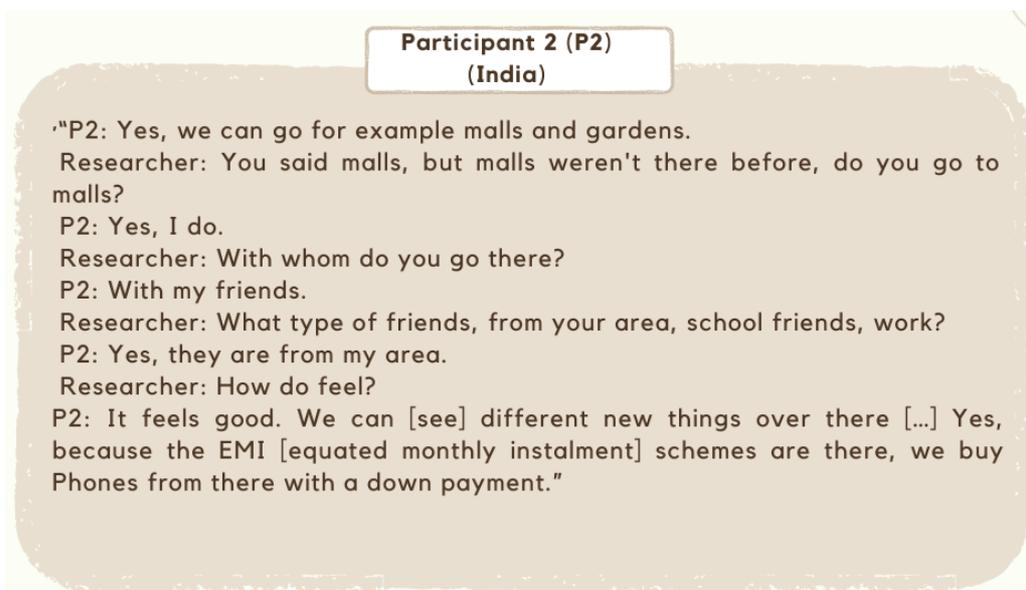 Participant 2 (P2)
(India)
‘“P2: Yes, we can go for example malls and gardens.
Researcher: You said malls, but malls weren't there before, do you go to
malls?
P2: Yes, I do.
Researcher: With whom do you go there?
P2: With my friends.
Researcher: What type of friends, from your area, school friends, work?
P2: Yes, they are from my area.
Researcher: How do feel?
P2: It feels good. We can [see] different new things over there [...] Yes,
because the EMI [equated monthly instalment] schemes are there, we buy
Phones from there with a down payment.”